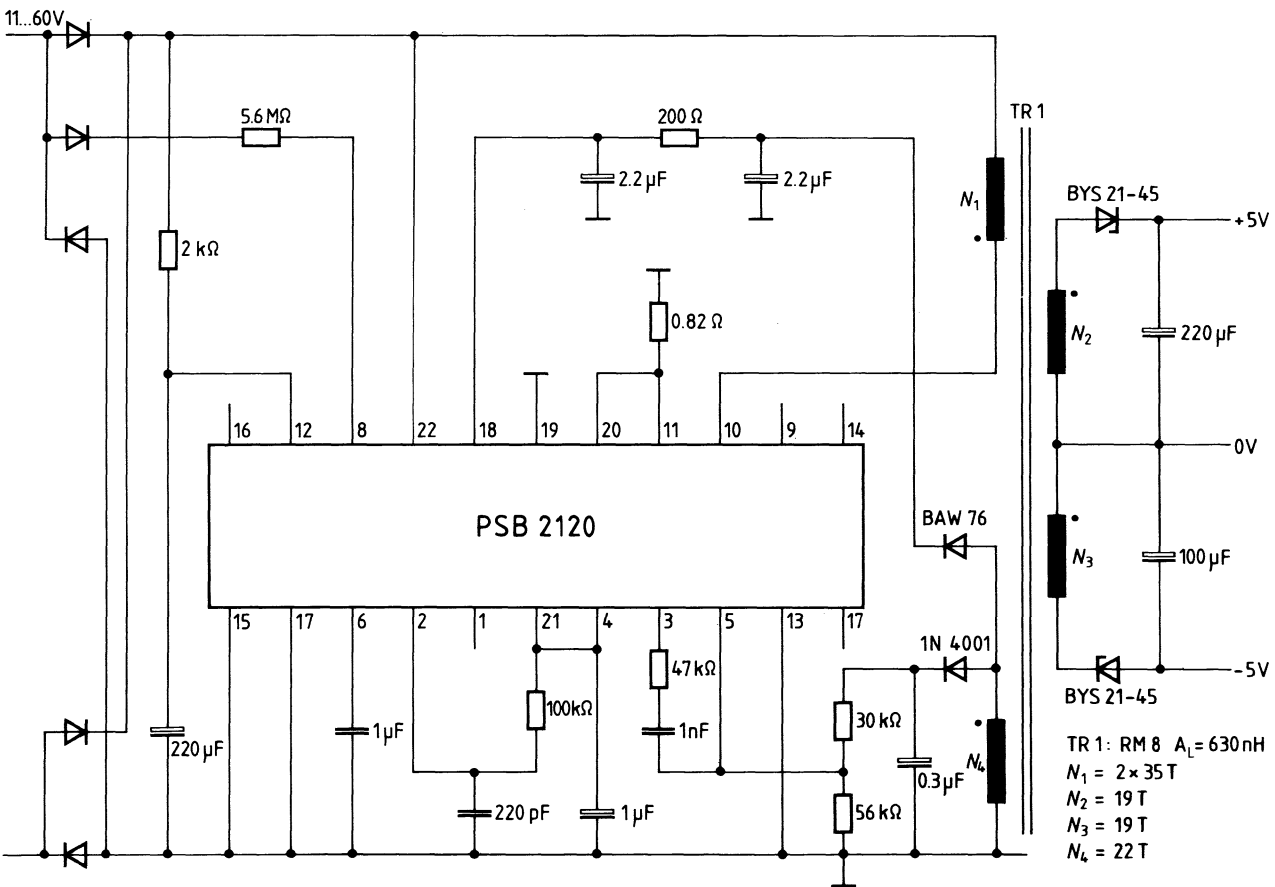 11...60V
5.6 MΩ
200 Ω
TR 1
2.2 µF
2.2 µF
N1
BYS 21-45
+5V
2 kΩ
0.82 Ω
N2
220 µF
16
12
8
22
18
19
20
11
10
9
14
0V
PSB 2120
BAW 76
N3
100 µF
15
17
6
2
1
21
4
3
5
13
17
1N 4001
47 kΩ
-5V
BYS 21-45
100kΩ
30 kΩ
220 µF
1 µF
1nF
N4
0.3 µF
220 pF
1 µF
56 kΩ
TR 1: RM 8 AL = 630 nH
N1 = 2 × 35 T
N2 = 19 T
N3 = 19 T
N4 = 22 T